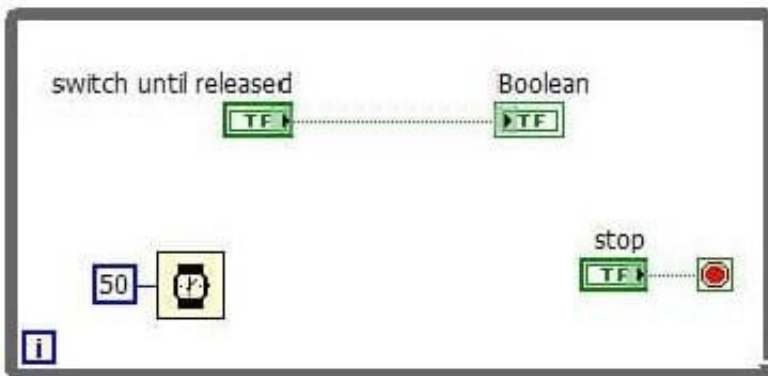 switch until released
Boolean
TF
TF
stop
50
TF
i